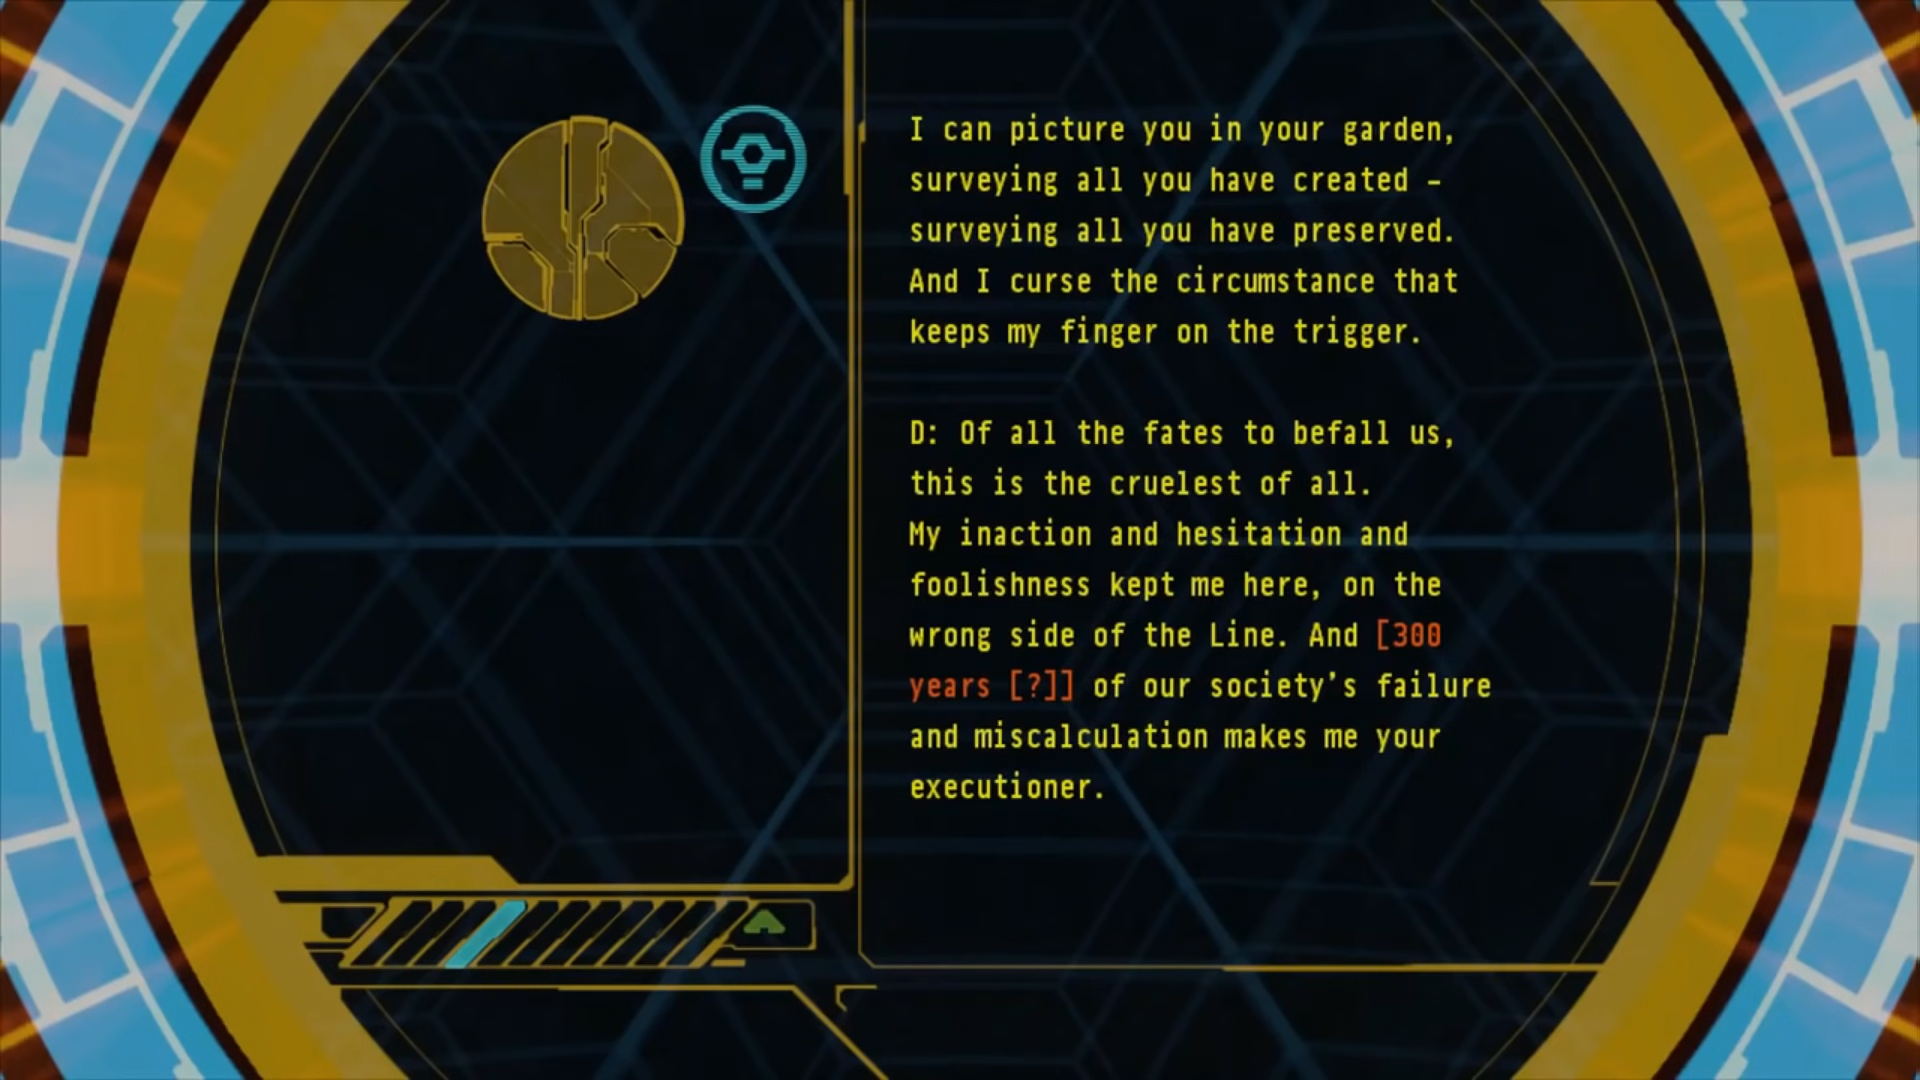 I can picture you in your garden,
surveying all you have created –
surveying all you have preserved.
And I curse the circumstance that
keeps my finger on the trigger.
D: Of all the fates to befall us,
this is the cruelest of all.
My inaction and hesitation and
foolishness kept me here, on the
wrong side of the Line. And [300
years [?]] of our society's failure
and miscalculation makes me your
executioner.